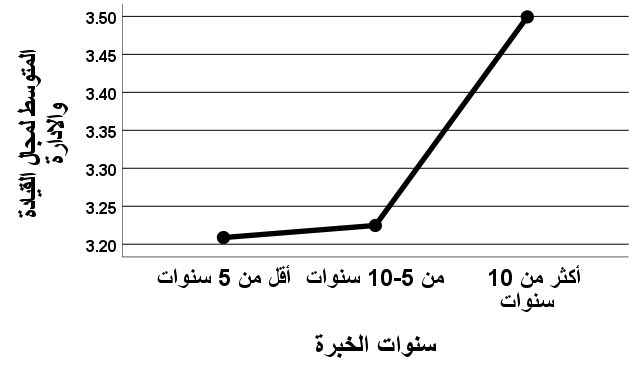 3.50
3.45
3.40
3.35
3.30
3.25
3.20
المتوسط لمجال القيادة
والادارة
أقل من 5 سنوات
من 5-10 سنوات
أكثر من 10
سنوات
سنوات الخبرة